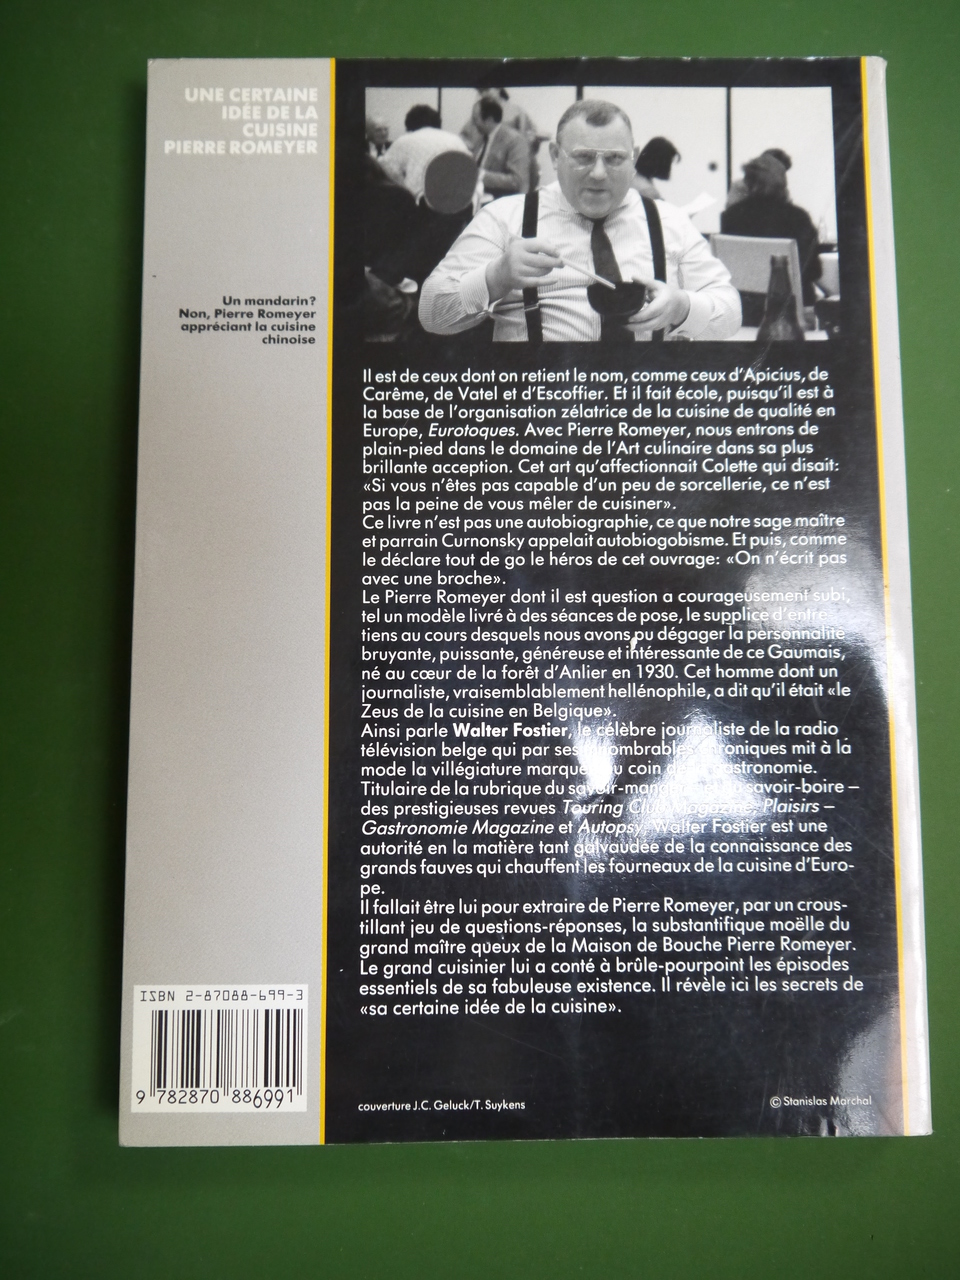 UNE CERTAINE
IDÉE DE LA
CUISINE
PIERRE ROMEYER
Un mandarin?
Non, Pierre Romeyer
appréciant la cuisine
chinoise
Il est de ceux dont on retient le nom, comme ceux d'Apicius, de
Carême, de Vatel et d'Escoffier. Et il fait école, puisqu'il est à
la base de l'organisation zélatrice de la cuisine de qualité en
Europe, Eurotoques. Avec Pierre Romeyer, nous entrons de
plain-pied dans le domaine de l'Art culinaire dans sa plus
brillante acception. Cet art qu'affectionnait Colette qui disait:
«Si vous n'êtes pas capable d'un peu de sorcellerie, ce n'est
pas la peine de vous mêler de cuisiner».
Ce livre n'est pas une autobiographie, ce que notre sage maître
et parrain Curnonsky appelait autobiogobisme. Et puis, comme
le déclare tout de go le héros de cet ouvrage: «On n'écrit pas
avec une broche».
Le Pierre Romeyer dont il est question a courageusement subi,
tel un modèle livré à des séances de pose, le supplice d'entre-
tiens au cours desquels nous avons pu dégager la personnalité
bruyante, puissante, généreuse et intéressante de ce Gaumais,
né au cœur de la forêt d'Anlier en 1930. Cet homme dont un
journaliste, vraisemblablement hellénophile, a dit qu'il était «le
Zeus de la cuisine en Belgique».
Ainsi parle Walter Fostier, le célèbre journaliste de la radio
télévision belge qui par ses innombrables chroniques mit à la
mode la villégiature marquée au coin de la gastronomie.
Titulaire de la rubrique du savoir-manger – savoir-boire –
des prestigieuses revues Touring Club Magazine, Plaisirs –
Gastronomie Magazine et Autopsy, Walter Fostier est une
autorité en la matière tant galvaudée de la connaissance des
grands fauves qui chauffent les fourneaux de la cuisine d'Euro-
pe.
Il fallait être lui pour extraire de Pierre Romeyer, par un crous-
tillant jeu de questions-réponses, la substantifique moëlle du
grand maître queux de la Maison de Bouche Pierre Romeyer.
Le grand cuisinier lui a conté à brûle-pourpoint les épisodes
essentiels de sa fabuleuse existence. Il révèle ici les secrets de
«sa certaine idée de la cuisine».
ISBN 2-87088-699-3
9 782870 886991
couverture J.C. Geluck/T. Suykens
© Stanislas Marchal